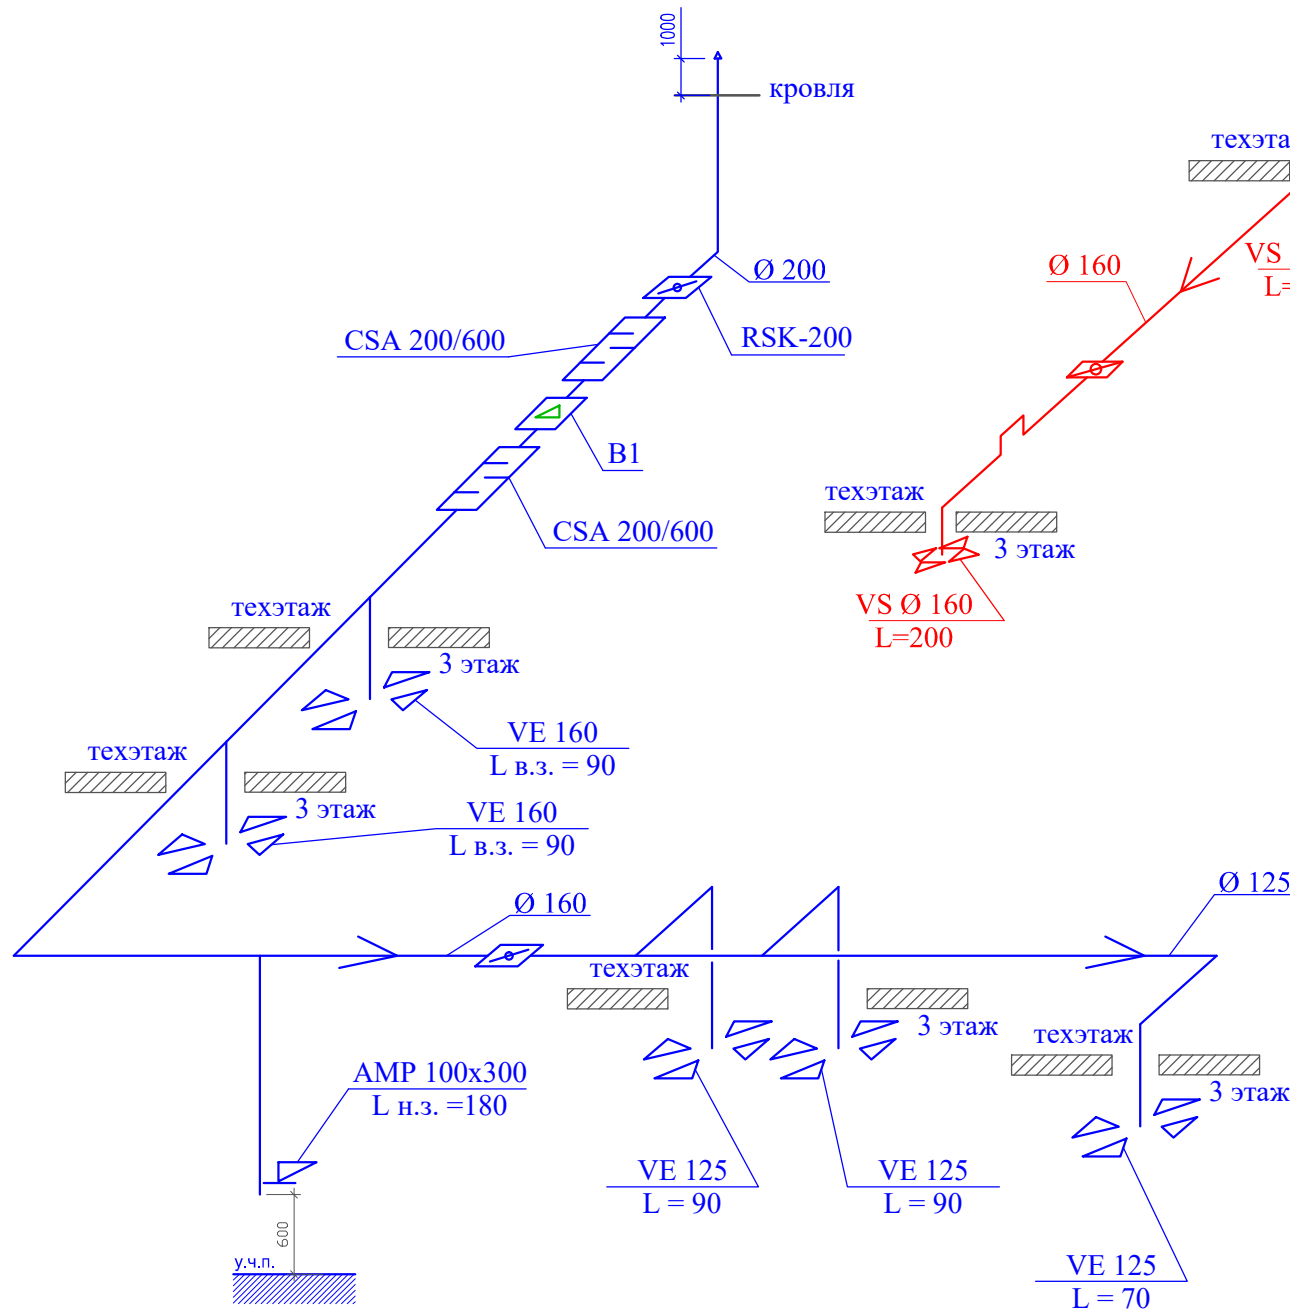 1000
кровля
техэта
Ø 200
Ø 160
VS
L=
CSA 200/600
RSK-200
В1
техэтаж
CSA 200/600
3 этаж
VS Ø 160
L=200
техэтаж
3 этаж
VE 160
L в.з. = 90
техэтаж
3 этаж
VE 160
L в.з. = 90
Ø 160
Ø 125
техэтаж
3 этаж
техэтаж
3 этаж
AMP 100x300
L н.з. =180
VE 125
L = 90
VE 125
L = 90
600
у.ч.п.
VE 125
L = 70